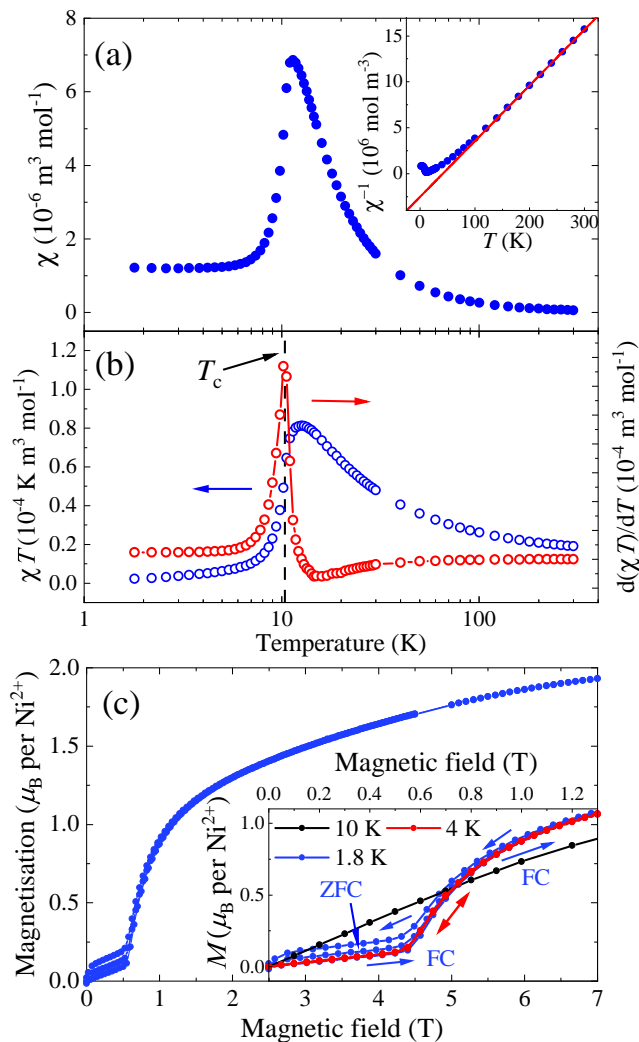 (a)
χ (10⁻⁶ m³ mol⁻¹)
8
6
4
2
0
χ⁻¹ (10⁶ mol m⁻³)
15
10
5
0
0 100 200 300
T (K)
(b)
T_c
χT (10⁻⁴ K m³ mol⁻¹)
1.2
1.0
0.8
0.6
0.4
0.2
0.0
d(χT)/dT (10⁻⁴ m³ mol⁻¹)
1 10 100
Temperature (K)
(c)
Magnetisation (μ_B per Ni²⁺)
2.0
1.5
1.0
0.5
0.0
0 1 2 3 4 5 6 7
Magnetic field (T)
Magnetic field (T)
0.0 0.2 0.4 0.6 0.8 1.0 1.2
M (μ_B per Ni²⁺)
1.0
0.5
0.0
10 K 4 K
1.8 K
ZFC
FC
FC